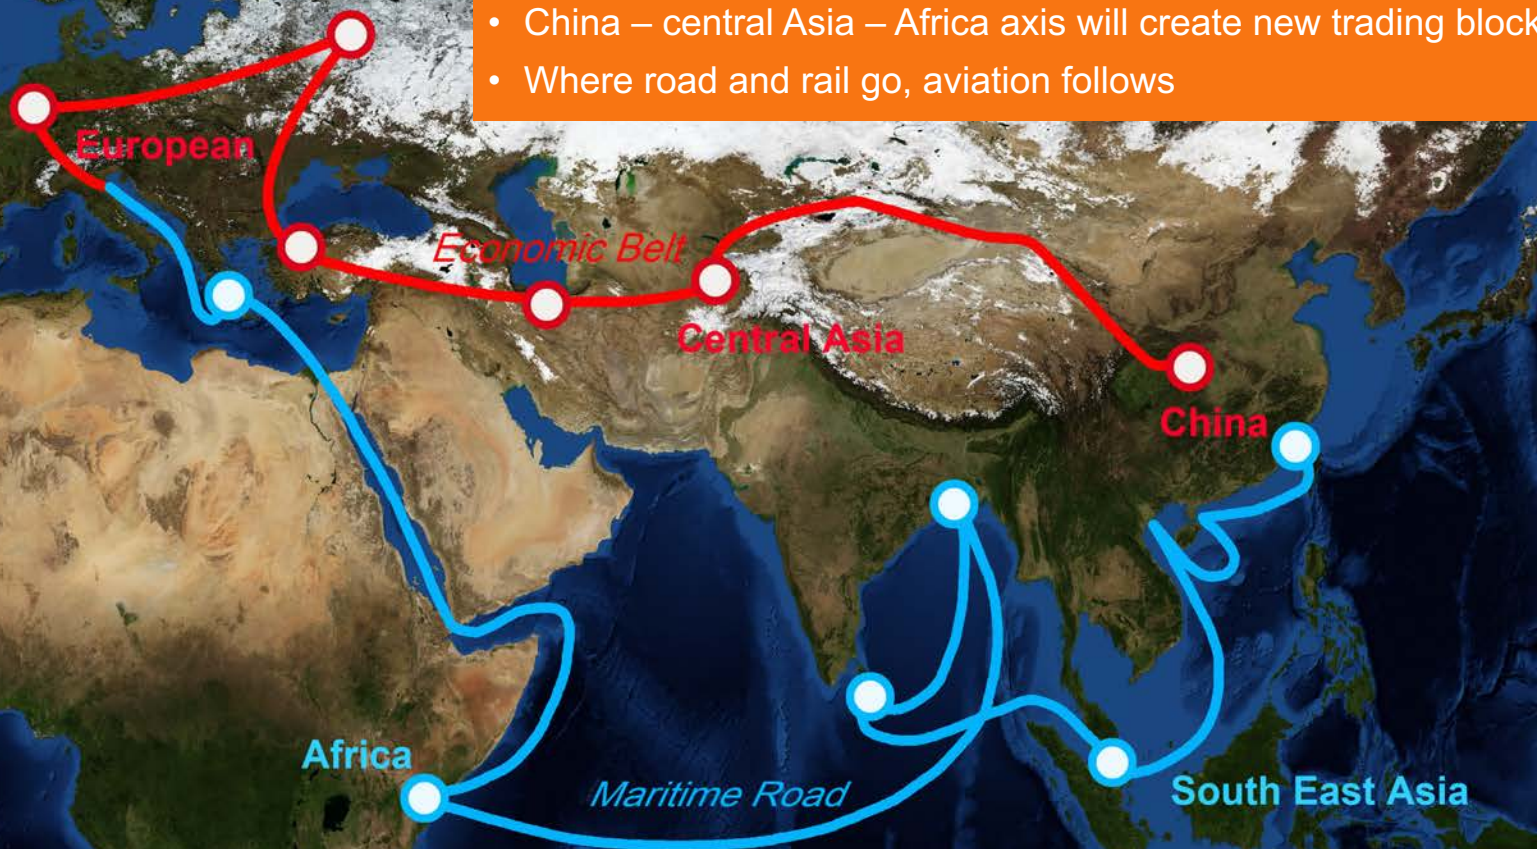 • China – central Asia – Africa axis will create new trading block
• Where road and rail go, aviation follows
European
Economic Belt
Central Asia
China
Africa
Maritime Road
South East Asia